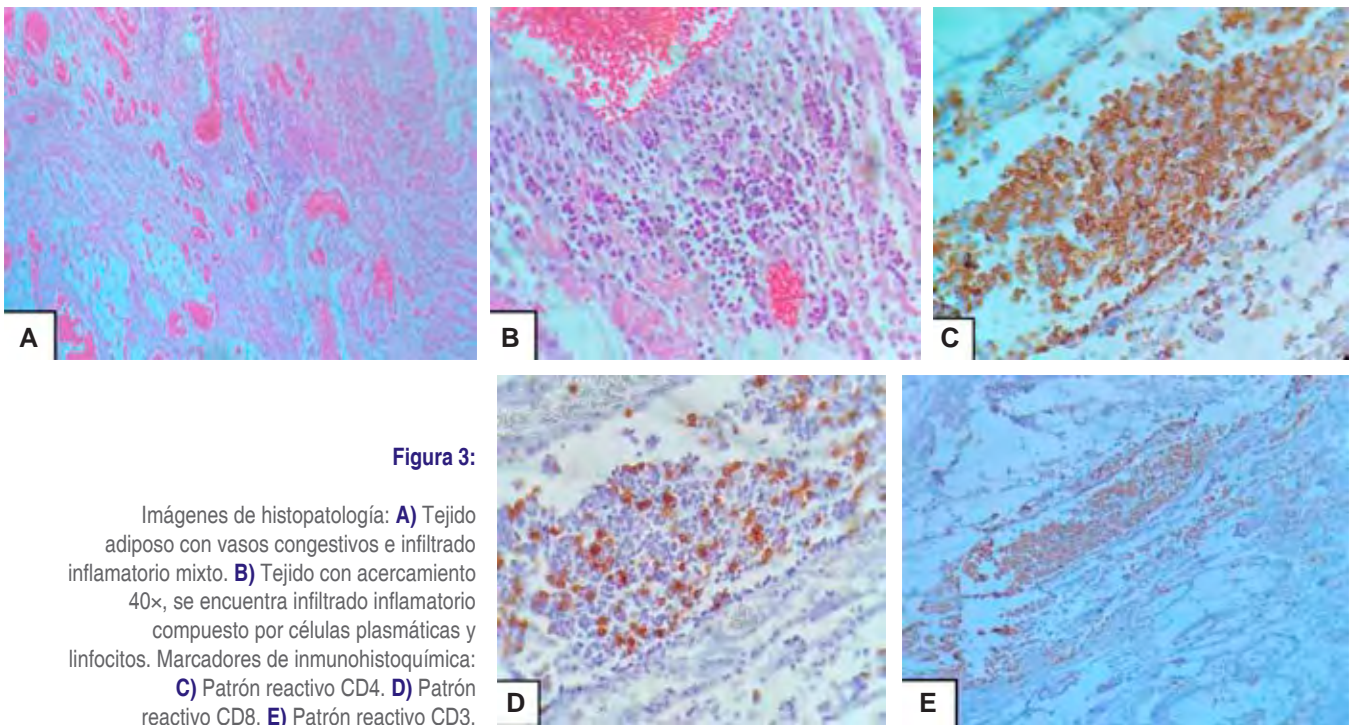 A
B
C
Figura 3:
Imágenes de histopatología: A) Tejido
adiposo con vasos congestivos e infiltrado
inflamatorio mixto. B) Tejido con acercamiento
40×, se encuentra infiltrado inflamatorio
compuesto por células plasmáticas y
linfocitos. Marcadores de inmunohistoquímica:
C) Patrón reactivo CD4. D) Patrón
reactivo CD8. E) Patrón reactivo CD3.
D
E